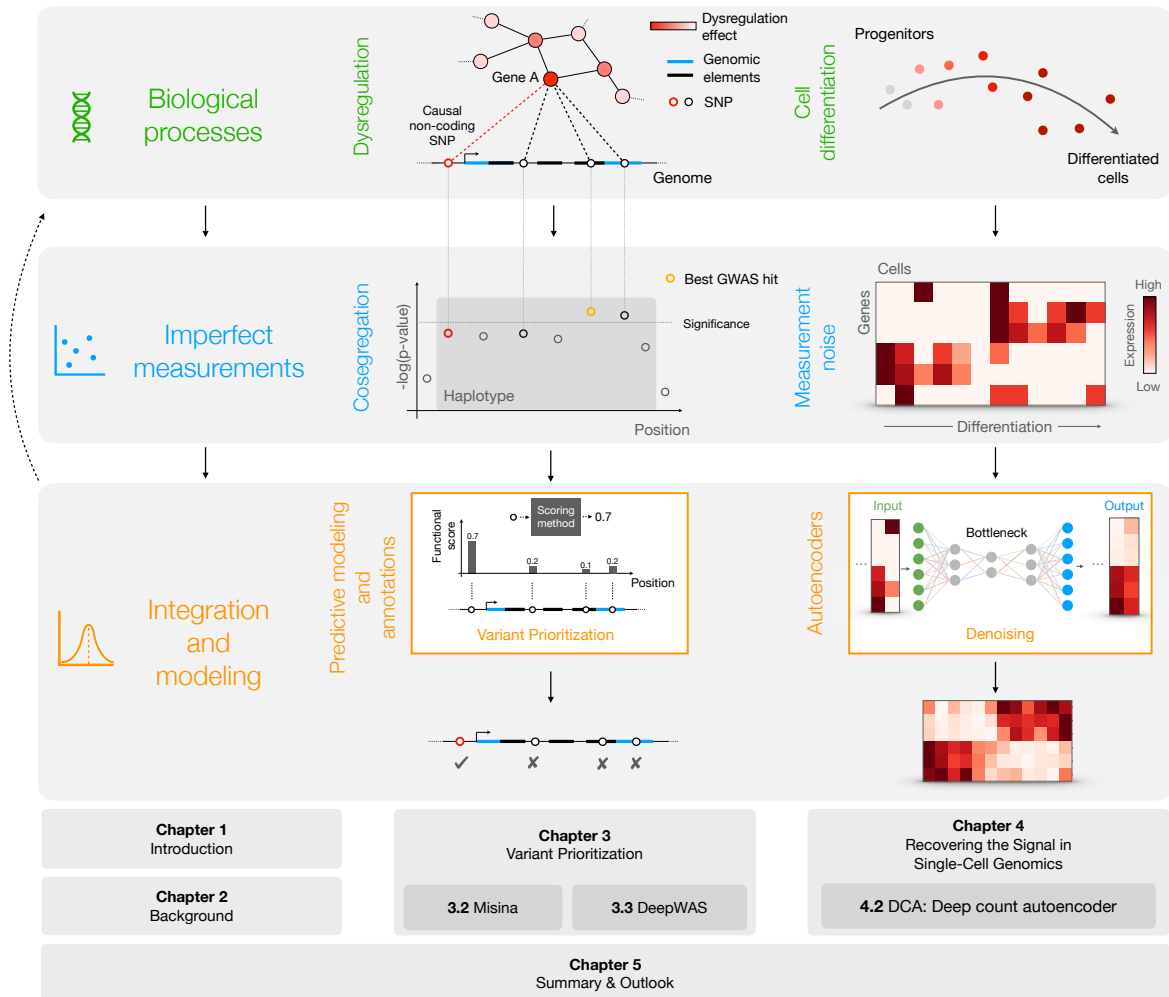 Biological
processes
Dysregulation
Gene A
Causal
non-coding
SNP
Genome
Dysregulation
effect
Genomic
elements
SNP
Cell
differentiation
Progenitors
Differentiated
cells
Imperfect
measurements
Cosegregation
-log(p-value)
Haplotype
Position
Significance
Best GWAS hit
Measurement
noise
Cells
Genes
Differentiation
High
Expression
Low
Integration
and
modeling
Predictive modeling
and
annotations
Scoring
method
0.7
Functional
score
0.7
0.2
0.1
0.2
Position
Variant Prioritization
✓
✗
✗
✗
Autoencoders
Input
Bottleneck
Output
Denoising
Chapter 1
Introduction
Chapter 2
Background
Chapter 3
Variant Prioritization
3.2 Misina
3.3 DeepWAS
Chapter 4
Recovering the Signal in
Single-Cell Genomics
4.2 DCA: Deep count autoencoder
Chapter 5
Summary & Outlook